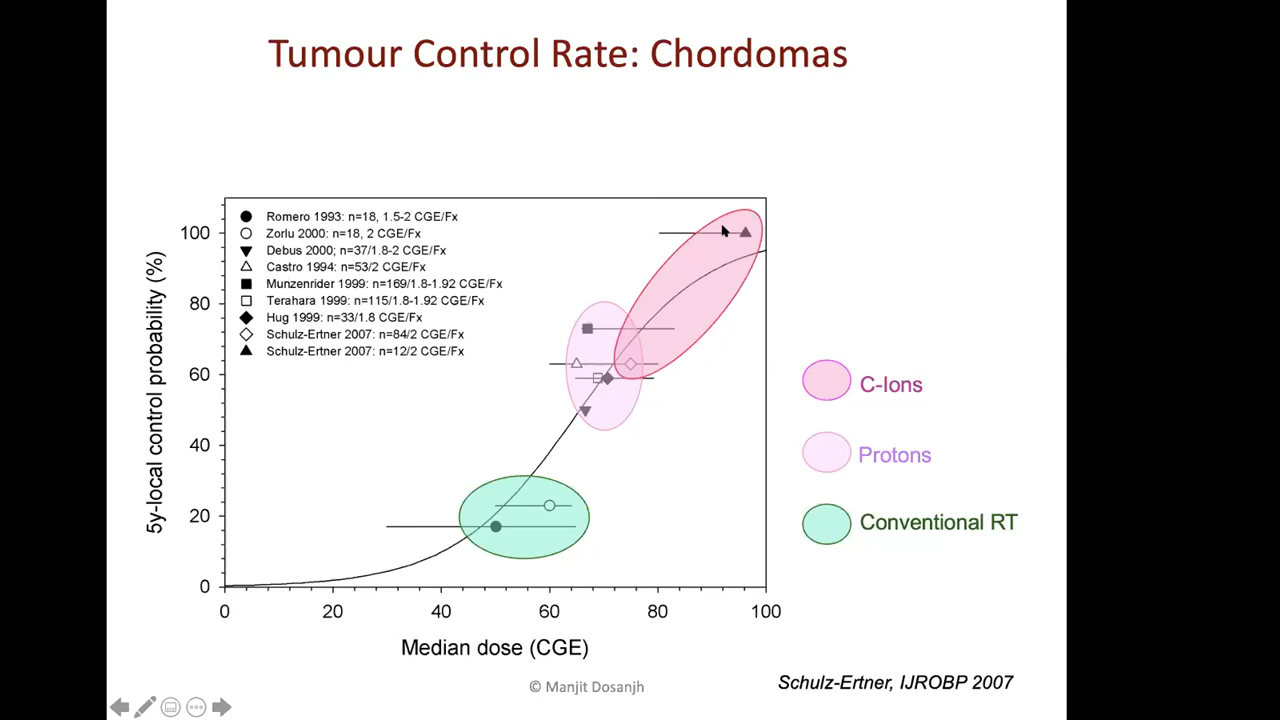 Tumour Control Rate: Chordomas
Romero 1993: n=18, 1.5-2 CGE/Fx
Zorlu 2000: n=18, 2 CGE/Fx
Debus 2000; n=37/1.8-2 CGE/Fx
Castro 1994: n=53/2 CGE/Fx
Munzenrider 1999: n=169/1.8-1.92 CGE/Fx
Terahara 1999: n=115/1.8-1.92 CGE/Fx
Hug 1999: n=33/1.8 CGE/Fx
Schulz-Ertner 2007: n=84/2 CGE/Fx
Schulz-Ertner 2007: n=12/2 CGE/Fx
5y-local control probability (%)
100
80
60
40
20
0
0 20 40 60 80 100
Median dose (CGE)
C-Ions
Protons
Conventional RT
© Manjit Dosanjh
Schulz-Ertner, IJROBP 2007